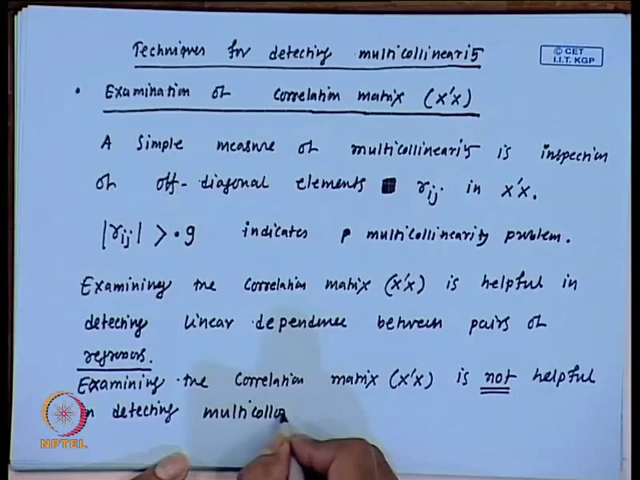 Techniques for detecting multicollinearity
© CET
I.I.T. KGP
• Examination of Correlation matrix (X'X)
A simple measure of multicollinearity is inspection
of off-diagonal elements rij in X'X.
|rij| > .9 indicates multicollinearity problem.
Examining the correlation matrix (X'X) is helpful in
detecting linear dependence between pairs of
regressors.
Examining the correlation matrix (X'X) is not helpful
in detecting multicolli
NPTEL